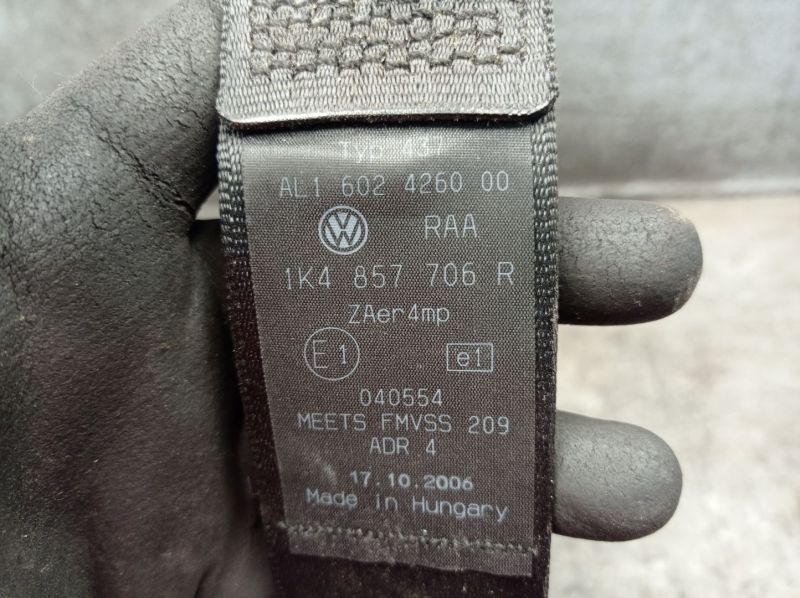 AL1 602 4260 00
VW RAA
1K4 857 706 R
ZAer4mp
E1 e1
040554
MEETS FMVSS 209
ADR 4
17.10.2006
Made in Hungary